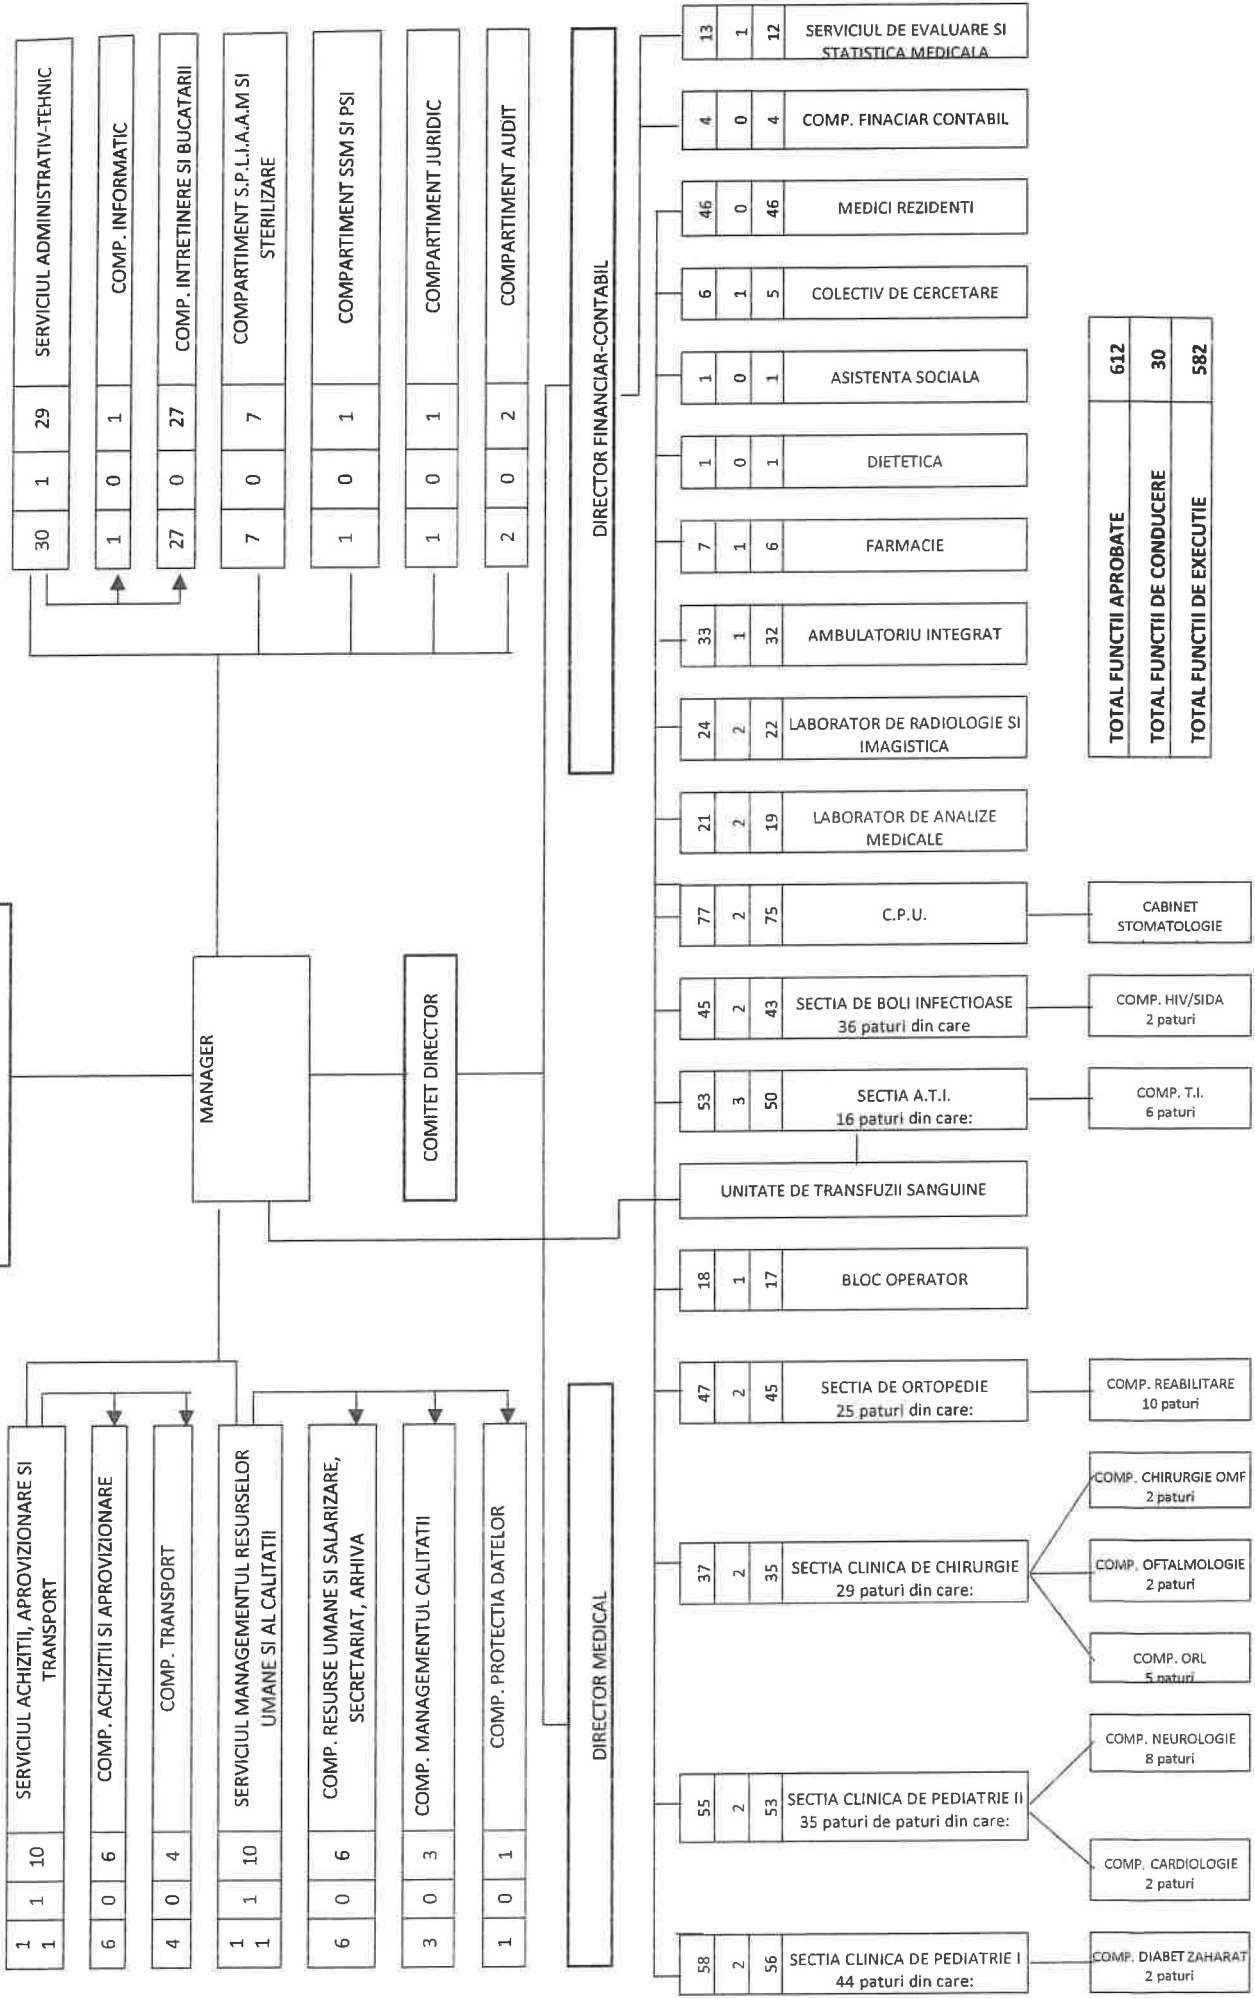 SERVICIUL ACHIZITII, APROVIZIONARE SI
TRANSPORT
1
1
1
10
COMP. ACHIZITII SI APROVIZIONARE
6
0
6
COMP. TRANSPORT
4
0
4
SERVICIUL MANAGEMENTUL RESURSELOR
UMANE SI AL CALITATII
1
1
1
10
COMP. RESURSE UMANE SI SALARIZARE,
SECRETARIAT, ARHIVA
6
0
6
COMP. MANAGEMENTUL CALITATII
3
0
3
COMP. PROTECTIA DATELOR
1
0
1
MANAGER
COMITET DIRECTOR
30
1
29
SERVICIUL ADMINISTRATIV-TEHNIC
1
0
1
COMP. INFORMATIC
27
0
27
COMP. INTRETINERE SI BUCATARII
7
0
7
COMPARTIMENT S.P.L.I.A.A.M SI
STERILIZARE
1
0
1
COMPARTIMENT SSM SI PSI
1
0
1
COMPARTIMENT JURIDIC
2
0
2
COMPARTIMENT AUDIT
DIRECTOR MEDICAL
DIRECTOR FINANCIAR-CONTABIL
13
1
12
SERVICIUL DE EVALUARE SI
STATISTICA MEDICALA
4
0
4
COMP. FINACIAR CONTABIL
46
0
46
MEDICI REZIDENTI
6
1
5
COLECTIV DE CERCETARE
1
0
1
ASISTENTA SOCIALA
1
0
1
DIETETICA
7
1
6
FARMACIE
33
1
32
AMBULATORIU INTEGRAT
24
2
22
LABORATOR DE RADIOLOGIE SI
IMAGISTICA
21
2
19
LABORATOR DE ANALIZE
MEDICALE
77
2
75
C.P.U.
CABINET
STOMATOLOGIE
45
2
43
SECTIA DE BOLI INFECTIOASE
36 paturi din care
COMP. HIV/SIDA
2 paturi
53
3
50
SECTIA A.T.I.
16 paturi din care:
COMP. T.I.
6 paturi
UNITATE DE TRANSFUZII SANGUINE
18
1
17
BLOC OPERATOR
47
2
45
SECTIA DE ORTOPEDIE
25 paturi din care:
COMP. REABILITARE
10 paturi
37
2
35
SECTIA CLINICA DE CHIRURGIE
29 paturi din care:
COMP. CHIRURGIE OMF
2 paturi
COMP. OFTALMOLOGIE
2 paturi
COMP. ORL
5 paturi
55
2
53
SECTIA CLINICA DE PEDIATRIE II
35 paturi de paturi din care:
COMP. NEUROLOGIE
8 paturi
COMP. CARDIOLOGIE
2 paturi
58
2
56
SECTIA CLINICA DE PEDIATRIE I
44 paturi din care:
COMP. DIABET ZAHARAT
2 paturi
TOTAL FUNCTII APROBATE 612
TOTAL FUNCTII DE CONDUCERE 30
TOTAL FUNCTII DE EXECUTIE 582